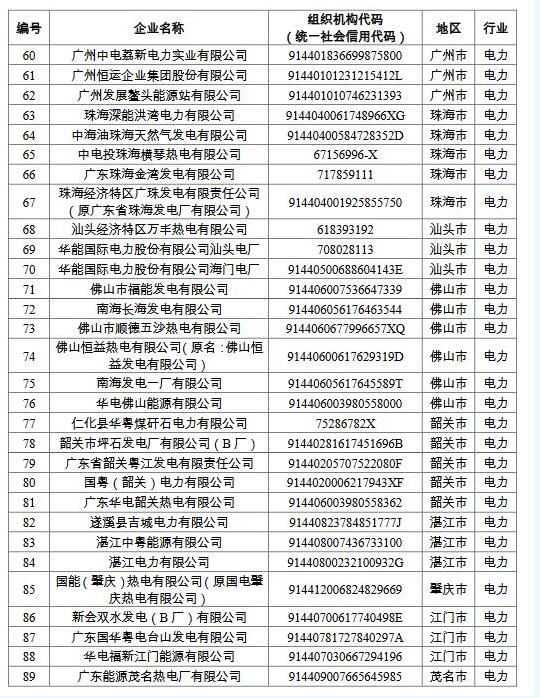 编号 企业名称 组织机构代码 地区 行业
（统一社会信用代码）
60 广州中电荔新电力实业有限公司 914401836699875800 广州市 电力
61 广州恒运企业集团股份有限公司 91440101231215412L 广州市 电力
62 广州发展鳌头能源站有限公司 914401010746231393 广州市 电力
63 珠海深能洪湾电力有限公司 9144040061748966XG 珠海市 电力
64 中海油珠海天然气发电有限公司 91440400584728352D 珠海市 电力
65 中电投珠海横琴热电有限公司 67156996-X 珠海市 电力
66 广东珠海金湾发电有限公司 717859111 珠海市 电力
67 珠海经济特区广珠发电有限责任公司 914404001925855750 珠海市 电力
（原广东省珠海发电厂有限公司）
68 汕头经济特区万丰热电有限公司 618393192 汕头市 电力
69 华能国际电力股份有限公司汕头电厂 708028113 汕头市 电力
70 华能国际电力股份有限公司海门电厂 91440500688604143E 汕头市 电力
71 佛山市福能发电有限公司 914406007536647339 佛山市 电力
72 南海长海发电有限公司 914406056176463544 佛山市 电力
73 佛山市顺德五沙热电有限公司 9144060677996657XQ 佛山市 电力
74 佛山恒益热电有限公司（原名：佛山恒 91440600617629319D 佛山市 电力
益发电有限公司）
75 南海发电一厂有限公司 91440605617645589T 佛山市 电力
76 华电佛山能源有限公司 914406003980558000 佛山市 电力
77 仁化县华粤煤矸石电力有限公司 75286782X 韶关市 电力
78 韶关市坪石发电厂有限公司（B厂） 91440281617451696B 韶关市 电力
79 广东省韶关粤江发电有限责任公司 91440205707522080F 韶关市 电力
80 国粤（韶关）电力有限公司 9144020006217943XF 韶关市 电力
81 广东华电韶关热电有限公司 914406003980558362 韶关市 电力
82 遂溪县吉城电力有限公司 91440823784851777J 湛江市 电力
83 湛江中粤能源有限公司 914408007436733100 湛江市 电力
84 湛江电力有限公司 91440800232100932G 湛江市 电力
85 国能（肇庆）热电有限公司（原国电肇 914412006824829669 肇庆市 电力
庆热电有限公司）
86 新会双水发电（B厂）有限公司 91440700617740498E 江门市 电力
87 广东国华粤电台山发电有限公司 91440781727840297A 江门市 电力
88 华电福新江门能源有限公司 914407030667294196 江门市 电力
89 广东能源茂名热电厂有限公司 914409007665645985 茂名市 电力